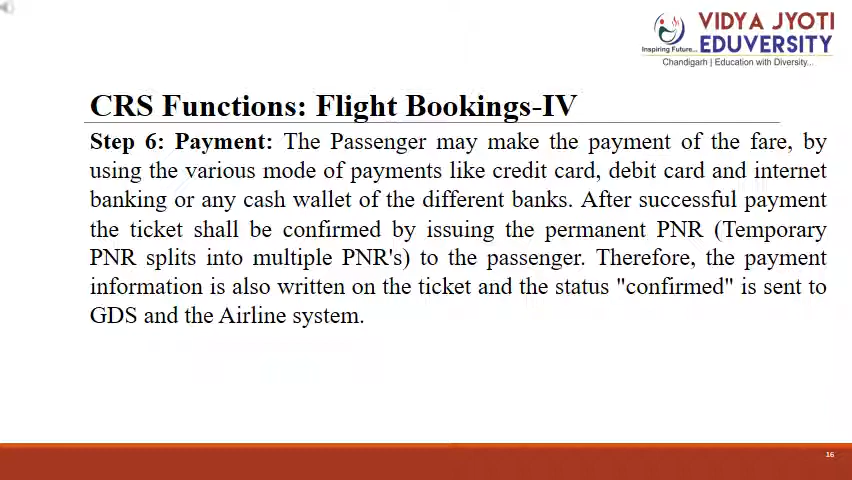 VIDYA JYOTI
EDUVERSITY
Inspiring Future...
Chandigarh | Education with Diversity...
CRS Functions: Flight Bookings-IV
Step 6: Payment: The Passenger may make the payment of the fare, by
using the various mode of payments like credit card, debit card and internet
banking or any cash wallet of the different banks. After successful payment
the ticket shall be confirmed by issuing the permanent PNR (Temporary
PNR splits into multiple PNR's) to the passenger. Therefore, the payment
information is also written on the ticket and the status "confirmed" is sent to
GDS and the Airline system.
16